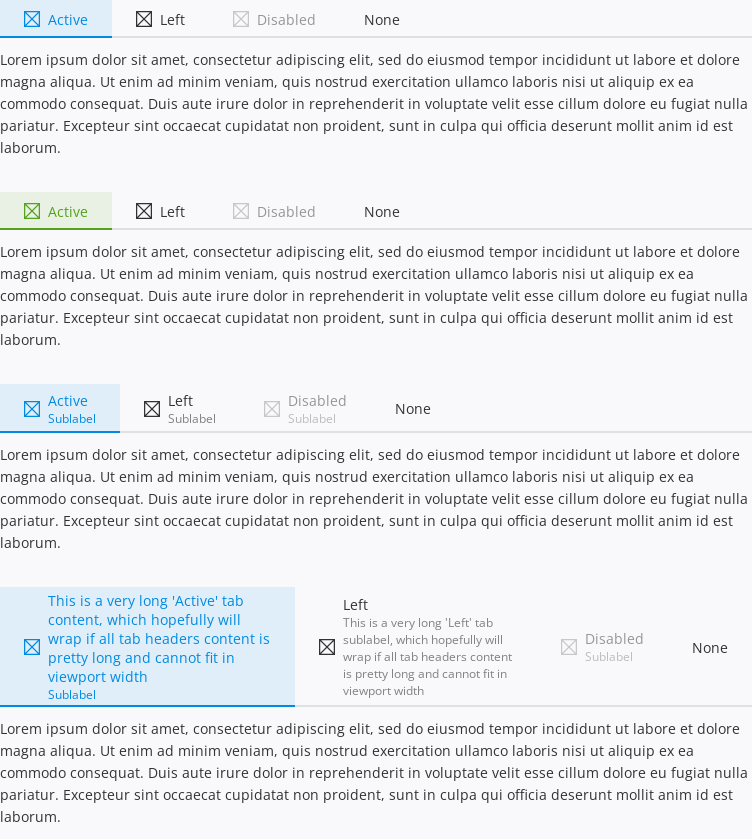 Active Left Disabled None
Lorem ipsum dolor sit amet, consectetur adipiscing elit, sed do eiusmod tempor incididunt ut labore et dolore
magna aliqua. Ut enim ad minim veniam, quis nostrud exercitation ullamco laboris nisi ut aliquip ex ea
commodo consequat. Duis aute irure dolor in reprehenderit in voluptate velit esse cillum dolore eu fugiat nulla
pariatur. Excepteur sint occaecat cupidatat non proident, sunt in culpa qui officia deserunt mollit anim id est
laborum.
Active Left Disabled None
Lorem ipsum dolor sit amet, consectetur adipiscing elit, sed do eiusmod tempor incididunt ut labore et dolore
magna aliqua. Ut enim ad minim veniam, quis nostrud exercitation ullamco laboris nisi ut aliquip ex ea
commodo consequat. Duis aute irure dolor in reprehenderit in voluptate velit esse cillum dolore eu fugiat nulla
pariatur. Excepteur sint occaecat cupidatat non proident, sunt in culpa qui officia deserunt mollit anim id est
laborum.
Active
Sublabel
Left
Sublabel
Disabled
Sublabel
None
Lorem ipsum dolor sit amet, consectetur adipiscing elit, sed do eiusmod tempor incididunt ut labore et dolore
magna aliqua. Ut enim ad minim veniam, quis nostrud exercitation ullamco laboris nisi ut aliquip ex ea
commodo consequat. Duis aute irure dolor in reprehenderit in voluptate velit esse cillum dolore eu fugiat nulla
pariatur. Excepteur sint occaecat cupidatat non proident, sunt in culpa qui officia deserunt mollit anim id est
laborum.
This is a very long 'Active' tab
content, which hopefully will
wrap if all tab headers content is
pretty long and cannot fit in
viewport width
Sublabel
Left
This is a very long 'Left' tab
sublabel, which hopefully will
wrap if all tab headers content
is pretty long and cannot fit in
viewport width
Disabled
Sublabel
None
Lorem ipsum dolor sit amet, consectetur adipiscing elit, sed do eiusmod tempor incididunt ut labore et dolore
magna aliqua. Ut enim ad minim veniam, quis nostrud exercitation ullamco laboris nisi ut aliquip ex ea
commodo consequat. Duis aute irure dolor in reprehenderit in voluptate velit esse cillum dolore eu fugiat nulla
pariatur. Excepteur sint occaecat cupidatat non proident, sunt in culpa qui officia deserunt mollit anim id est
laborum.